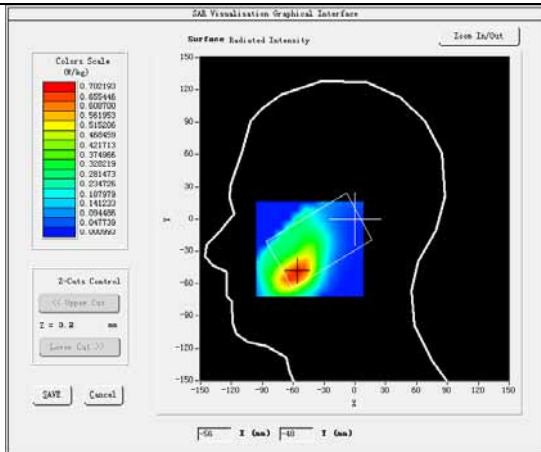 SAR Visualisation Graphical Interface
Surface Radiated Intensity
Zoom In/Out
Colors Scale
(W/kg)
0.702193
0.655446
0.608700
0.561953
0.515206
0.468459
0.421713
0.374966
0.328219
0.281473
0.234726
0.187979
0.141233
0.094486
0.047739
0.000993
Z-Cuts Control
<< Upper Cut
Z = 3.2 mm
Lower Cut >>
SAVE
Cancel
150
120
90
60
30
0
-30
-60
-90
-120
-150
Y
-150 -120 -90 -60 -30 0 30 60 90 120 150
X
-56 X (mm) -48 Y (mm)